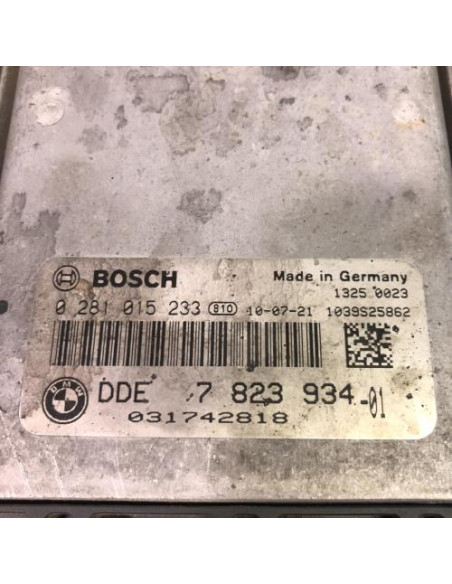 BOSCH
Made in Germany
1325 0023
0 281 015 233 810 10-07-21 1039S25862
BMW
DDE 7 823 934-01
031742818